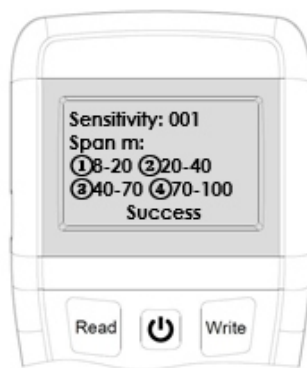 Sensitivity: 001
Span m:
①8-20 ②20-40
③40-70 ④70-100
Success
Read Write